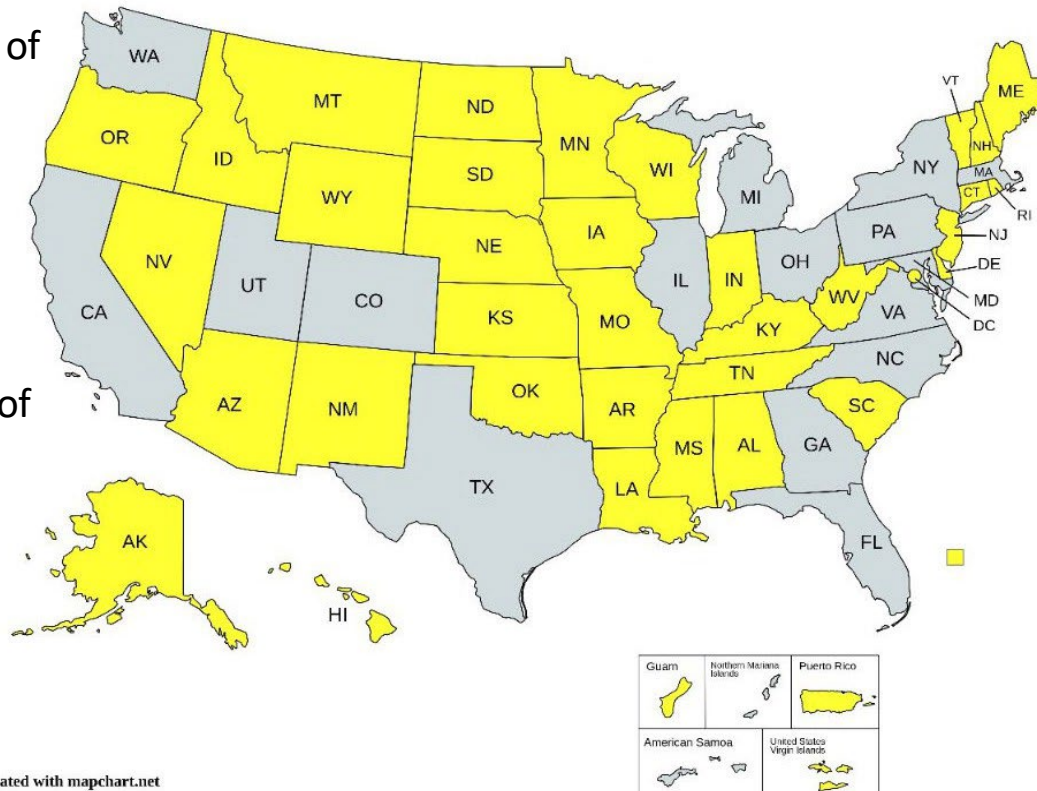 of
WA
MT
ND
MN
VT
ME
OR
ID
SD
WI
NH
NY
MA
WY
MI
CT
RI
IA
PA
NJ
NE
NV
OH
DE
UT
IL
IN
CO
WV
MD
CA
VA
DC
KS
MO
KY
NC
TN
of
OK
AZ
NM
AR
SC
MS
AL
GA
TX
LA
AK
FL
HI
Guam
Northern Mariana
Islands
Puerto Rico
American Samoa
United States
Virgin Islands
ated with mapchart.net